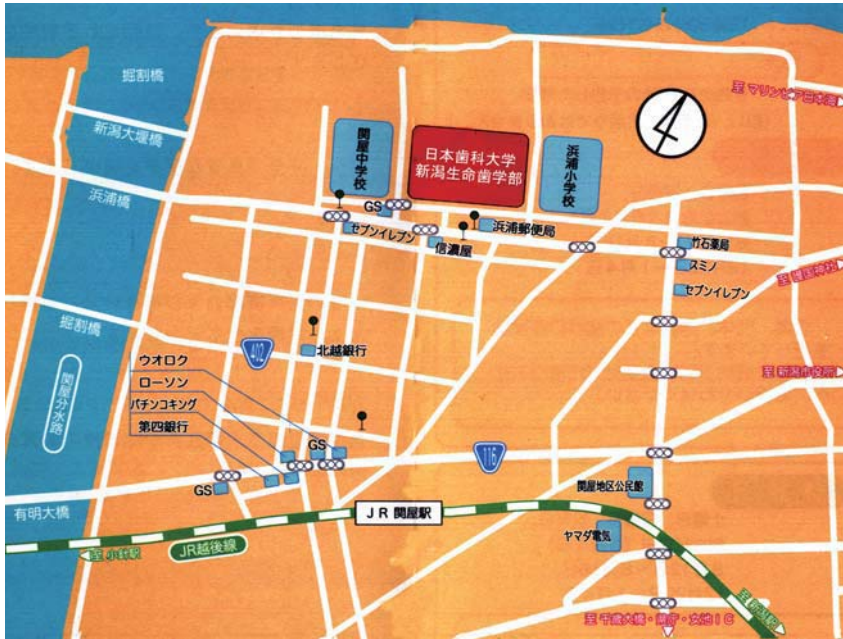 掘割橋
新潟大堰橋
浜浦橋
関屋中学校
日本歯科大学
新潟生命歯学部
浜浦小学校
至 マリンピア日本海
GS
セブンイレブン
信濃屋
浜浦郵便局
竹石薬局
スミノ
セブンイレブン
至 護国神社
掘割橋
402
北越銀行
至 新潟市役所
関屋分水路
ウオロク
ローソン
パチンコキング
第四銀行
GS
116
GS
関屋地区公民館
有明大橋
JR 関屋駅
ヤマダ電気
至 小針駅
JR越後線
至 新潟駅
至 千歳大橋・県庁・女池IC